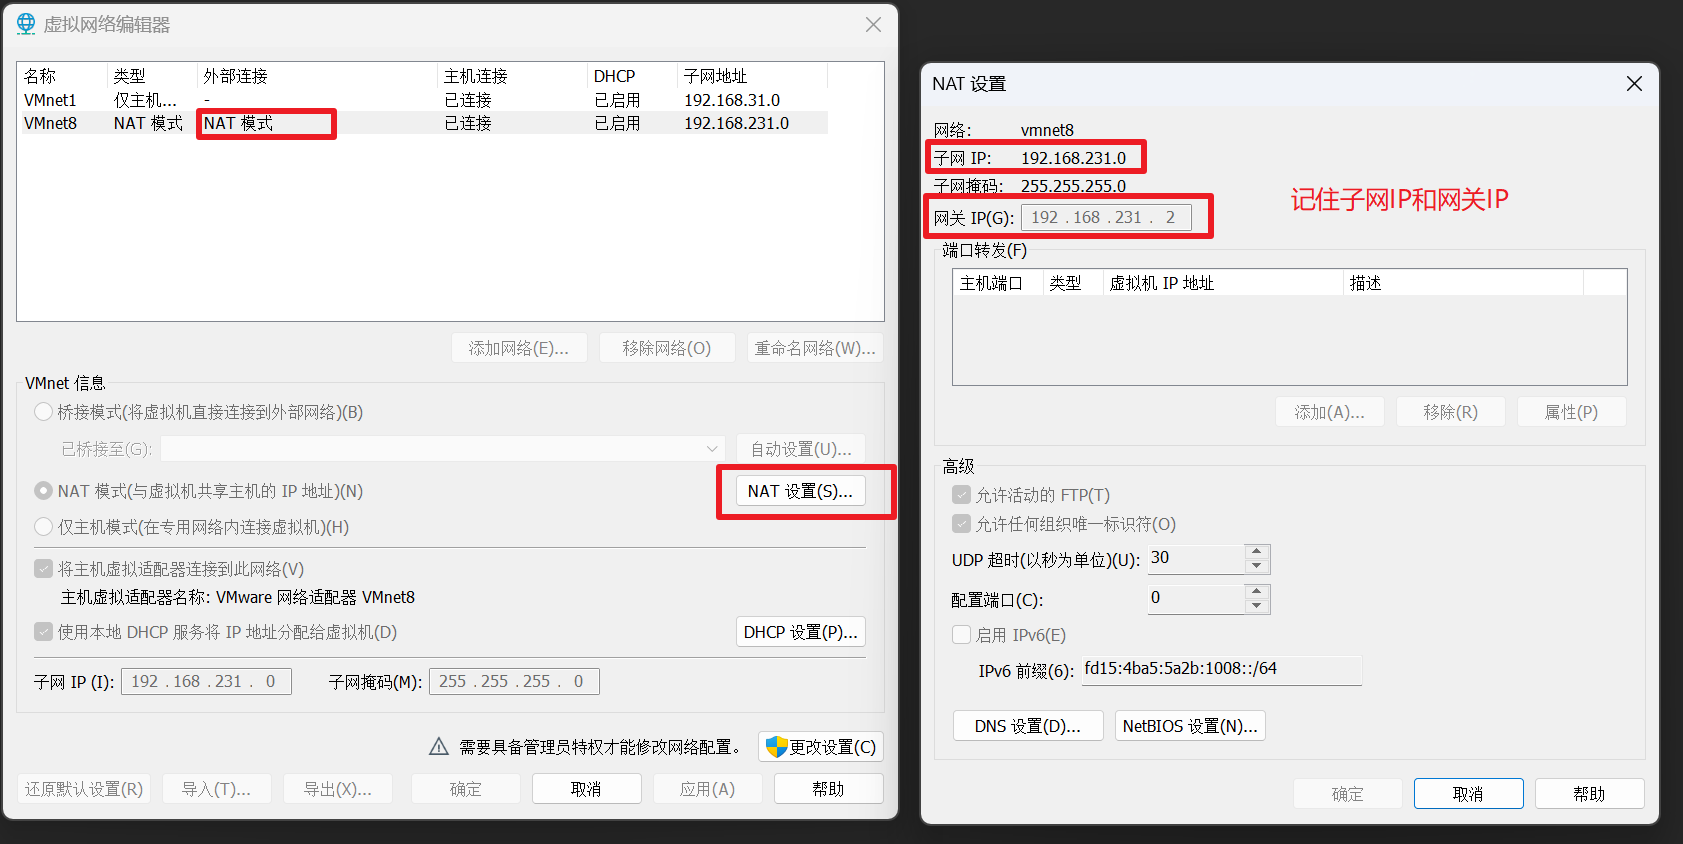 虚拟网络编辑器
名称 类型 外部连接 主机连接 DHCP 子网地址
VMnet1 仅主机... - 已连接 已启用 192.168.31.0
VMnet8 NAT 模式 NAT 模式 已连接 已启用 192.168.231.0
添加网络(E)... 移除网络(O) 重命名网络(W)...
VMnet 信息
桥接模式(将虚拟机直接连接到外部网络)(B)
已桥接至(G): 自动设置(U)...
NAT 模式(与虚拟机共享主机的 IP 地址)(N) NAT 设置(S)...
仅主机模式(在专用网络内连接虚拟机)(H)
将主机虚拟适配器连接到此网络(V)
主机虚拟适配器名称: VMware 网络适配器 VMnet8
使用本地 DHCP 服务将 IP 地址分配给虚拟机(D) DHCP 设置(P)...
子网 IP (I): 192 . 168 . 231 . 0 子网掩码(M): 255 . 255 . 255 . 0
需要具备管理员特权才能修改网络配置。 更改设置(C)
还原默认设置(R) 导入(T)... 导出(X)... 确定 取消 应用(A) 帮助
NAT 设置
网络: vmnet8
子网 IP: 192.168.231.0
子网掩码: 255.255.255.0
网关 IP(G): 192 . 168 . 231 . 2
记住子网IP和网关IP
端口转发(F)
主机端口 类型 虚拟机 IP 地址 描述
添加(A)... 移除(R) 属性(P)
高级
允许活动的 FTP(T)
允许任何组织唯一标识符(O)
UDP 超时(以秒为单位)(U): 30
配置端口(C): 0
启用 IPv6(E)
IPv6 前缀(6): fd15:4ba5:5a2b:1008::/64
DNS 设置(D)... NetBIOS 设置(N)...
确定 取消 帮助